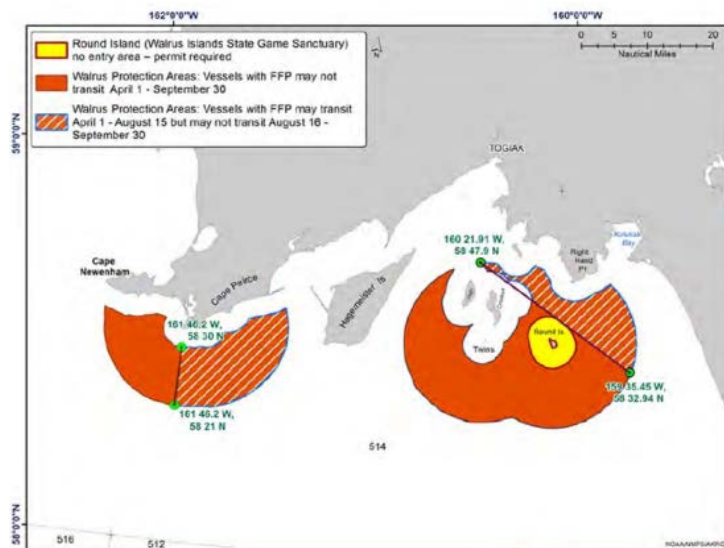 162°0'0"W
160°0'0"W
Round Island (Walrus Islands State Game Sanctuary)
no entry area – permit required
Walrus Protection Areas: Vessels with FFP may not
transit April 1 - September 30
Walrus Protection Areas: Vessels with FFP may transit
April 1 - August 15 but may not transit August 16 -
September 30
0 5 10 20
Nautical Miles
59°0'0"N
TOGIAK
Kulukak
Bay
160 21.91 W,
58 47.9 N
Right
Hand
Pt
Cape
Newenham
Cape Peirce
Hagemeister Is
161 46.2 W,
58 30 N
Round Is.
Twins
159 35.45 W,
58 32.94 N
161 46.2 W,
58 21 N
514
58°0'0"N
516
512
NOAA/NMFS/AKRO